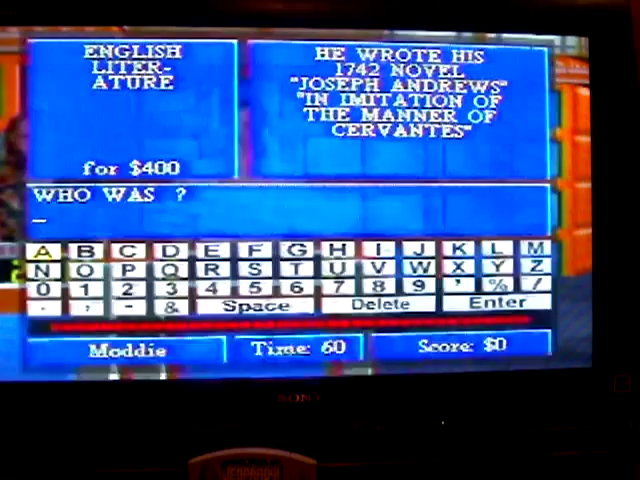 ENGLISH
LITER-
ATURE
for $400
HE WROTE HIS
1742 NOVEL
"JOSEPH ANDREWS"
"IN IMITATION OF
THE MANNER OF
CERVANTES"
WHO WAS ?
A B C D E F G H I J K L M
N O P Q R S T U V W X Y Z
0 1 2 3 4 5 6 7 8 9 ' % /
. , - & Space Delete Enter
Moddie Time: 60 Score: $0
SONY